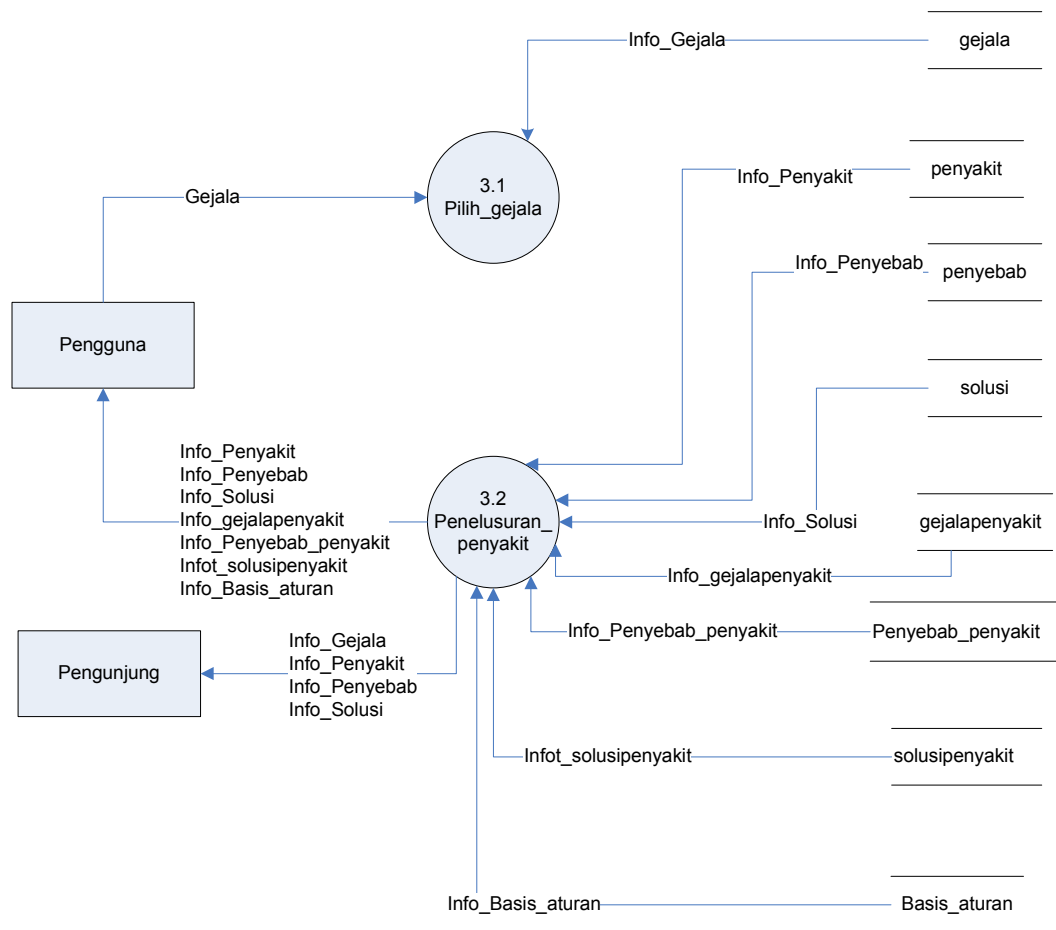 Info_Gejala
gejala
Info_Penyakit
penyakit
3.1
Pilih_gejala
Gejala
Info_Penyebab
penyebab
Pengguna
solusi
Info_Penyakit
Info_Penyebab
Info_Solusi
Info_gejalapenyakit
Info_Penyebab_penyakit
Infot_solusipenyakit
Info_Basis_aturan
3.2
Penelusuran_
penyakit
Info_Solusi
gejalapenyakit
Info_gejalapenyakit
Info_Penyebab_penyakit
Penyebab_penyakit
Pengunjung
Info_Gejala
Info_Penyakit
Info_Penyebab
Info_Solusi
Infot_solusipenyakit
solusipenyakit
Info_Basis_aturan
Basis_aturan